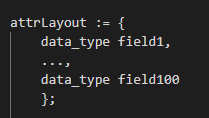 attrLayout := {
data_type field1,
...,
data_type field100
};